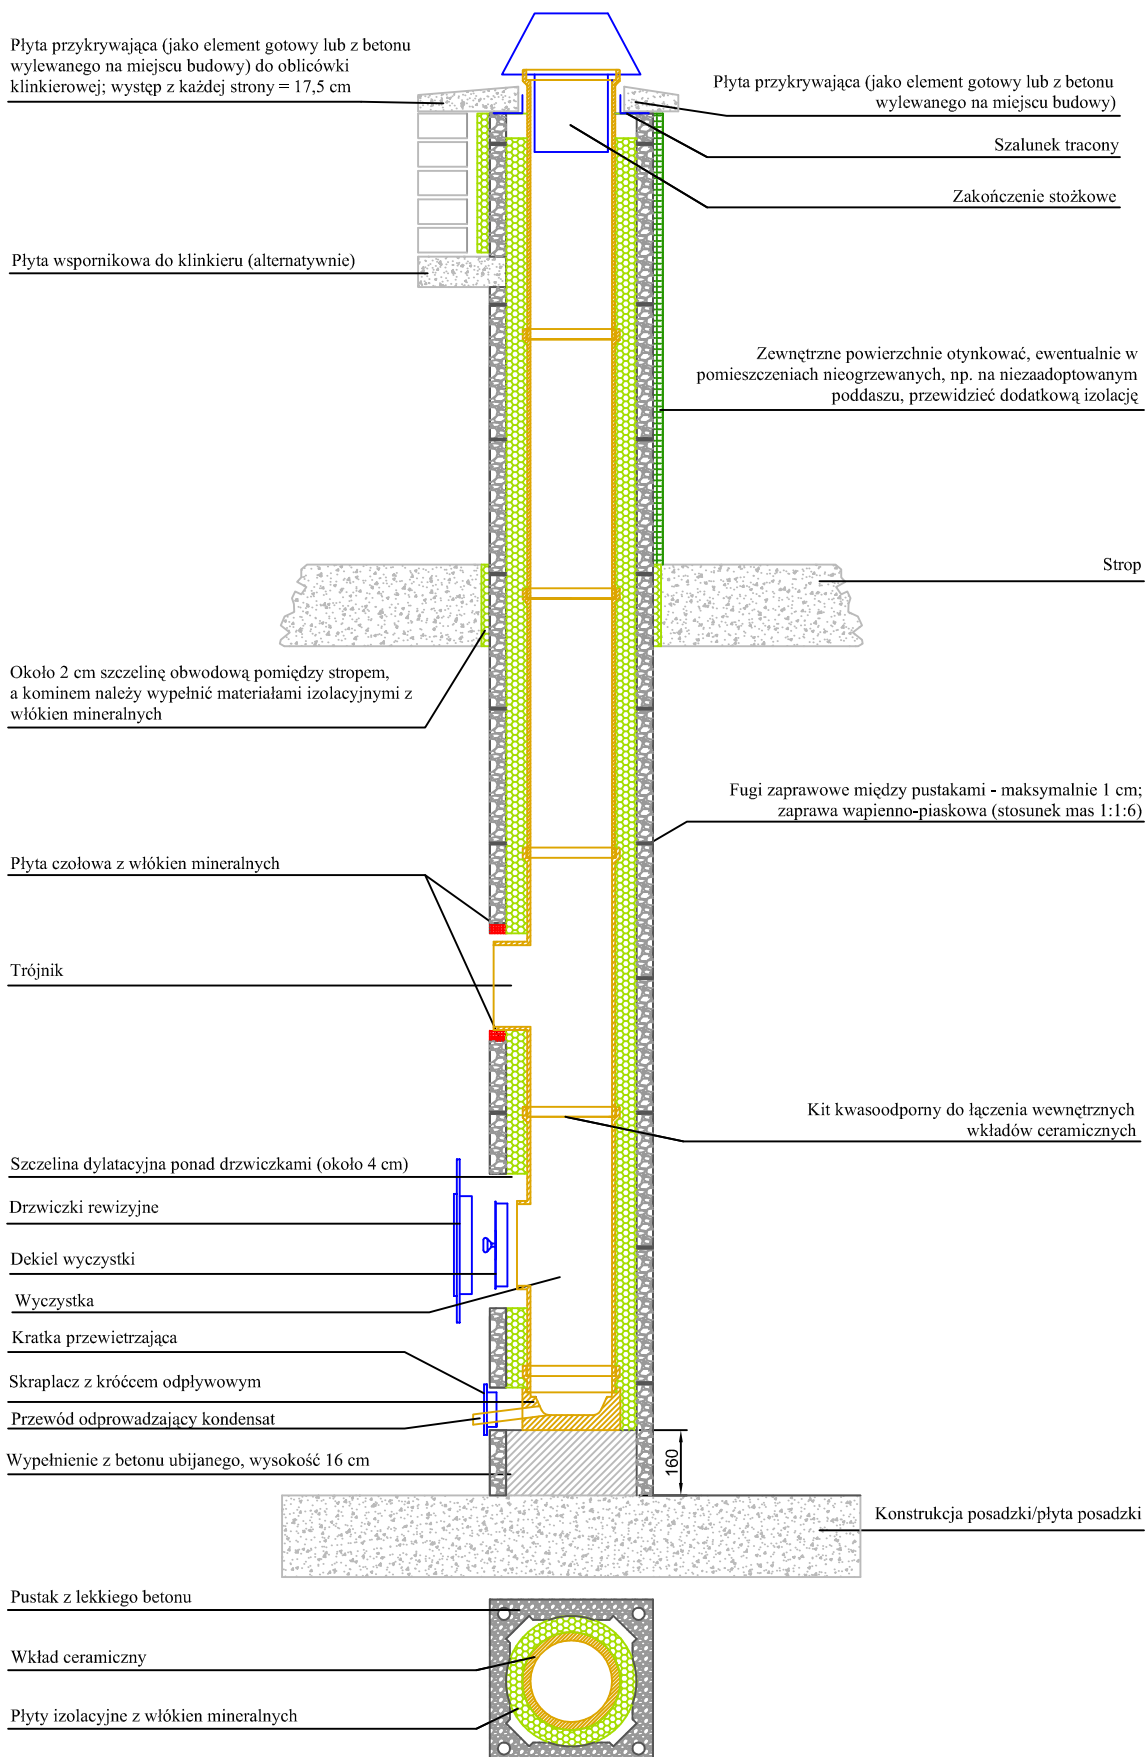 Płyta przykrywająca (jako element gotowy lub z betonu
wylewanego na miejscu budowy) do oblicówki
klinkierowej; występ z każdej strony = 17,5 cm
Płyta przykrywająca (jako element gotowy lub z betonu
wylewanego na miejscu budowy)
Szalunek tracony
Zakończenie stożkowe
Płyta wspornikowa do klinkieru (alternatywnie)
Zewnętrzne powierzchnie otynkować, ewentualnie w
pomieszczeniach nieogrzewanych, np. na niezaadoptowanym
poddaszu, przewidzieć dodatkową izolację
Strop
Około 2 cm szczelinę obwodową pomiędzy stropem,
a kominem należy wypełnić materiałami izolacyjnymi z
włókien mineralnych
Fugi zaprawowe między pustakami - maksymalnie 1 cm;
zaprawa wapienno-piaskowa (stosunek mas 1:1:6)
Płyta czołowa z włókien mineralnych
Trójnik
Kit kwasoodporny do łączenia wewnętrznych
wkładów ceramicznych
Szczelina dylatacyjna ponad drzwiczkami (około 4 cm)
Drzwiczki rewizyjne
Dekiel wyczystki
Wyczystka
Kratka przewietrzająca
Skraplacz z króćcem odpływowym
Przewód odprowadzający kondensat
Wypełnienie z betonu ubijanego, wysokość 16 cm
160
Konstrukcja posadzki/płyta posadzki
Pustak z lekkiego betonu
Wkład ceramiczny
Płyty izolacyjne z włókien mineralnych